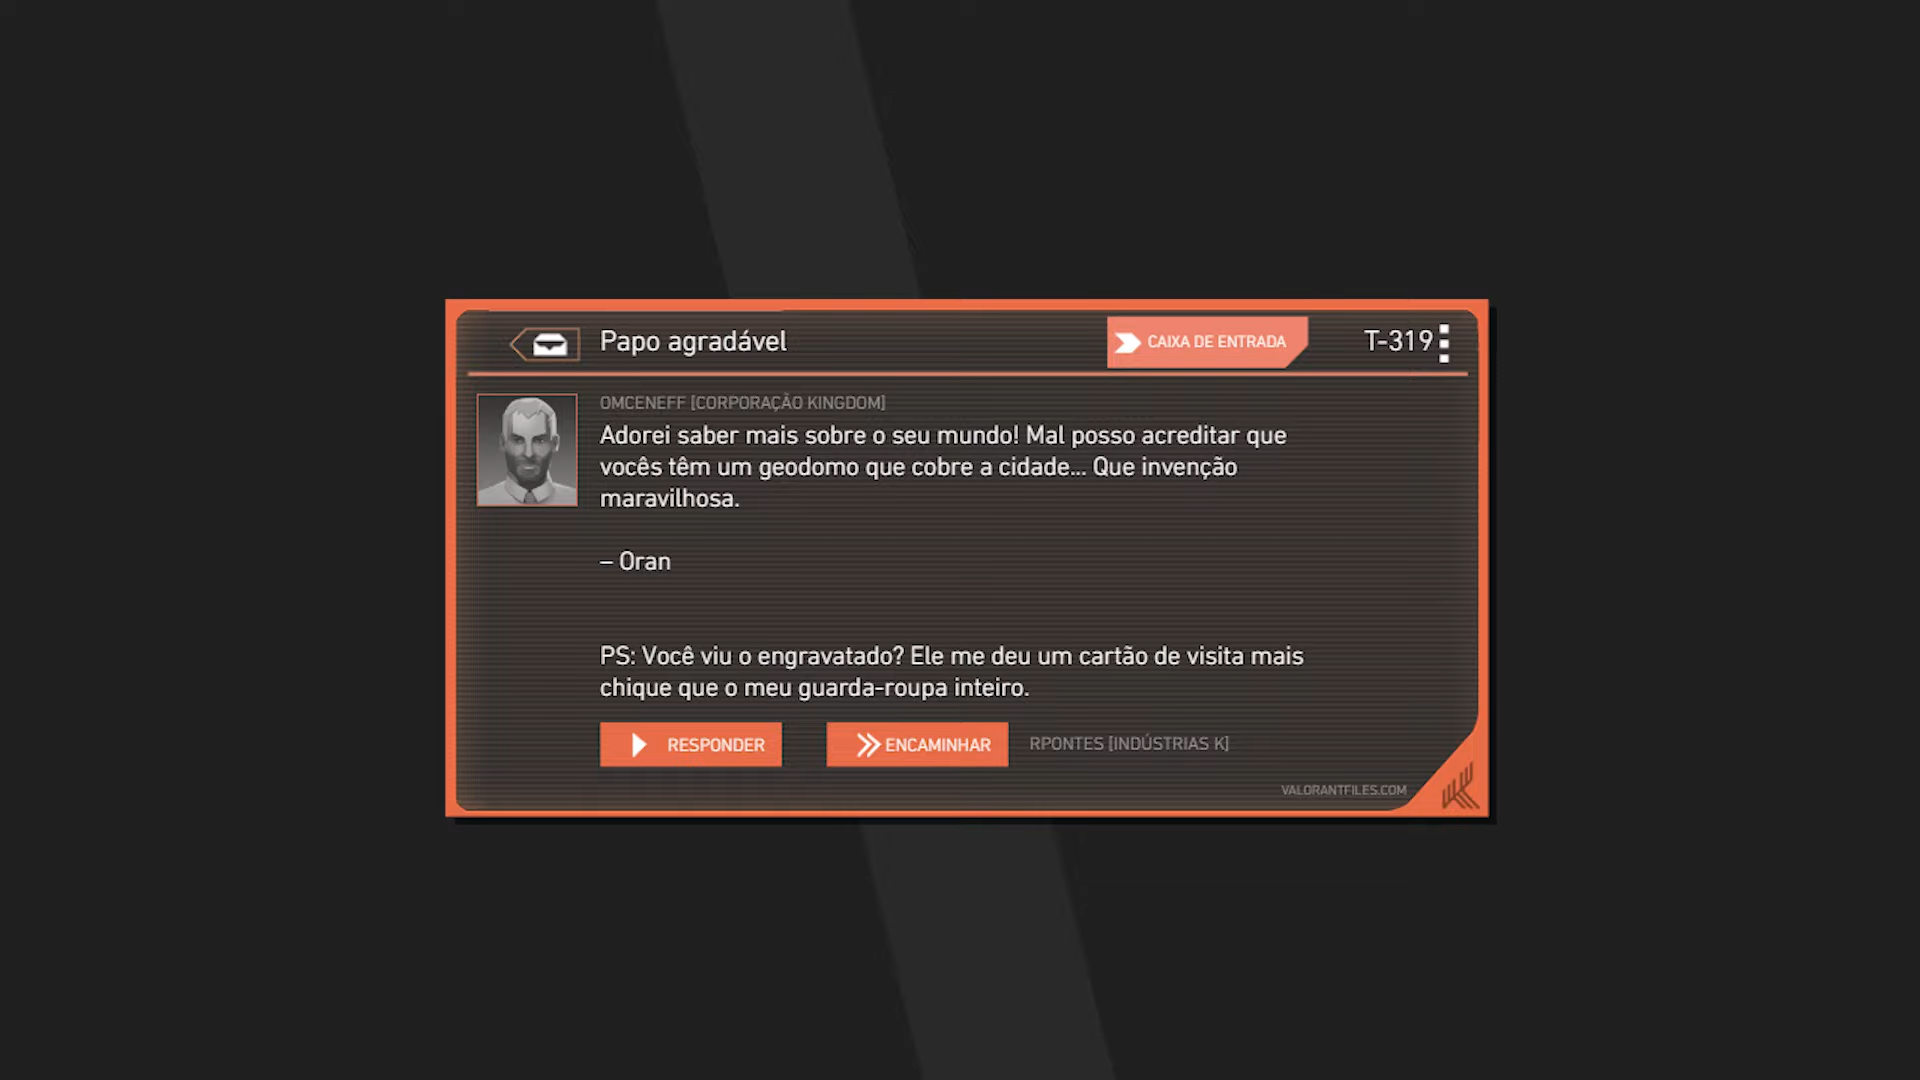 Papo agradável
CAIXA DE ENTRADA
T-319
OMCENEFF [CORPORAÇÃO KINGDOM]
Adorei saber mais sobre o seu mundo! Mal posso acreditar que
vocês têm um geodomo que cobre a cidade... Que invenção
maravilhosa.
– Oran
PS: Você viu o engravatado? Ele me deu um cartão de visita mais
chique que o meu guarda-roupa inteiro.
RESPONDER
ENCAMINHAR
RPONTES [INDÚSTRIAS K]
VALORANTFILES.COM